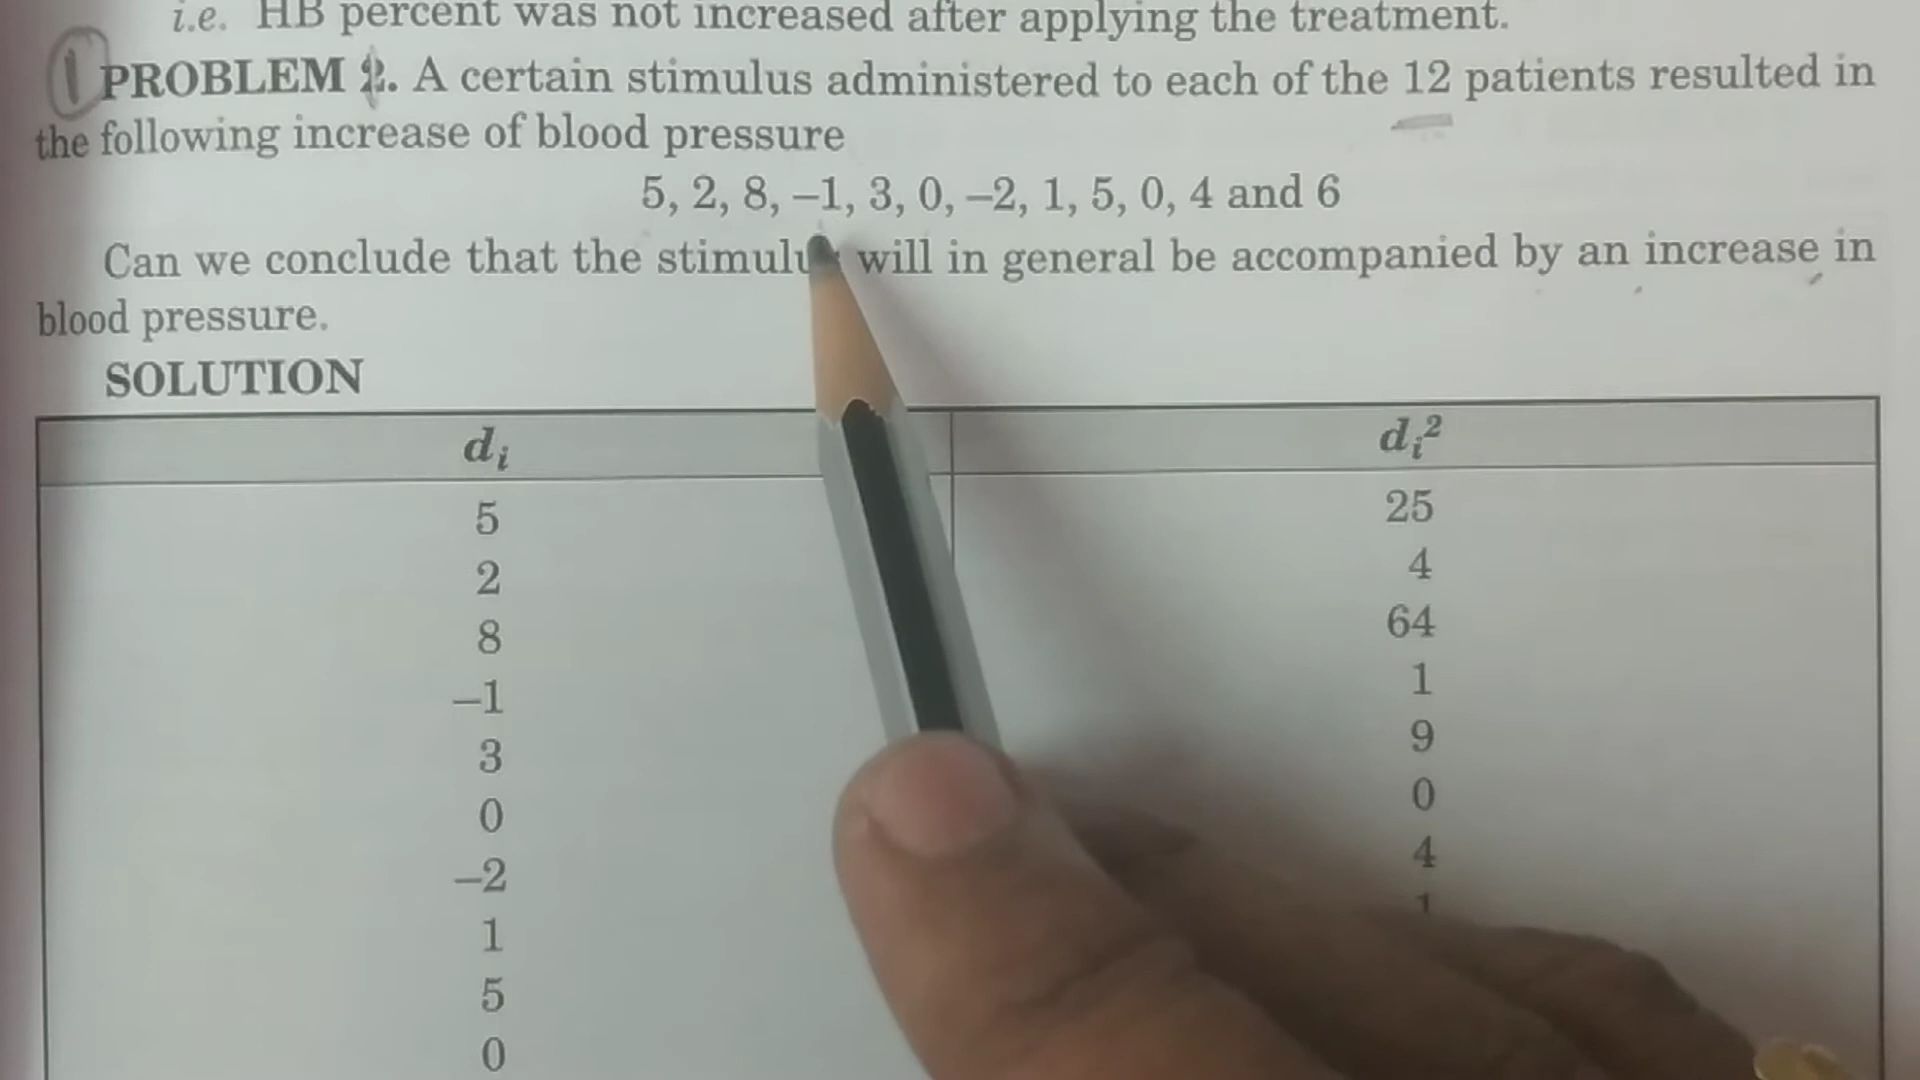 i.e. HB percent was not increased after applying the treatment.
1 PROBLEM 2. A certain stimulus administered to each of the 12 patients resulted in
the following increase of blood pressure
5, 2, 8, –1, 3, 0, –2, 1, 5, 0, 4 and 6
Can we conclude that the stimulus will in general be accompanied by an increase in
blood pressure.
SOLUTION
dᵢ dᵢ²
5 25
2 4
8 64
–1 1
3 9
0 0
–2 4
1 1
5
0